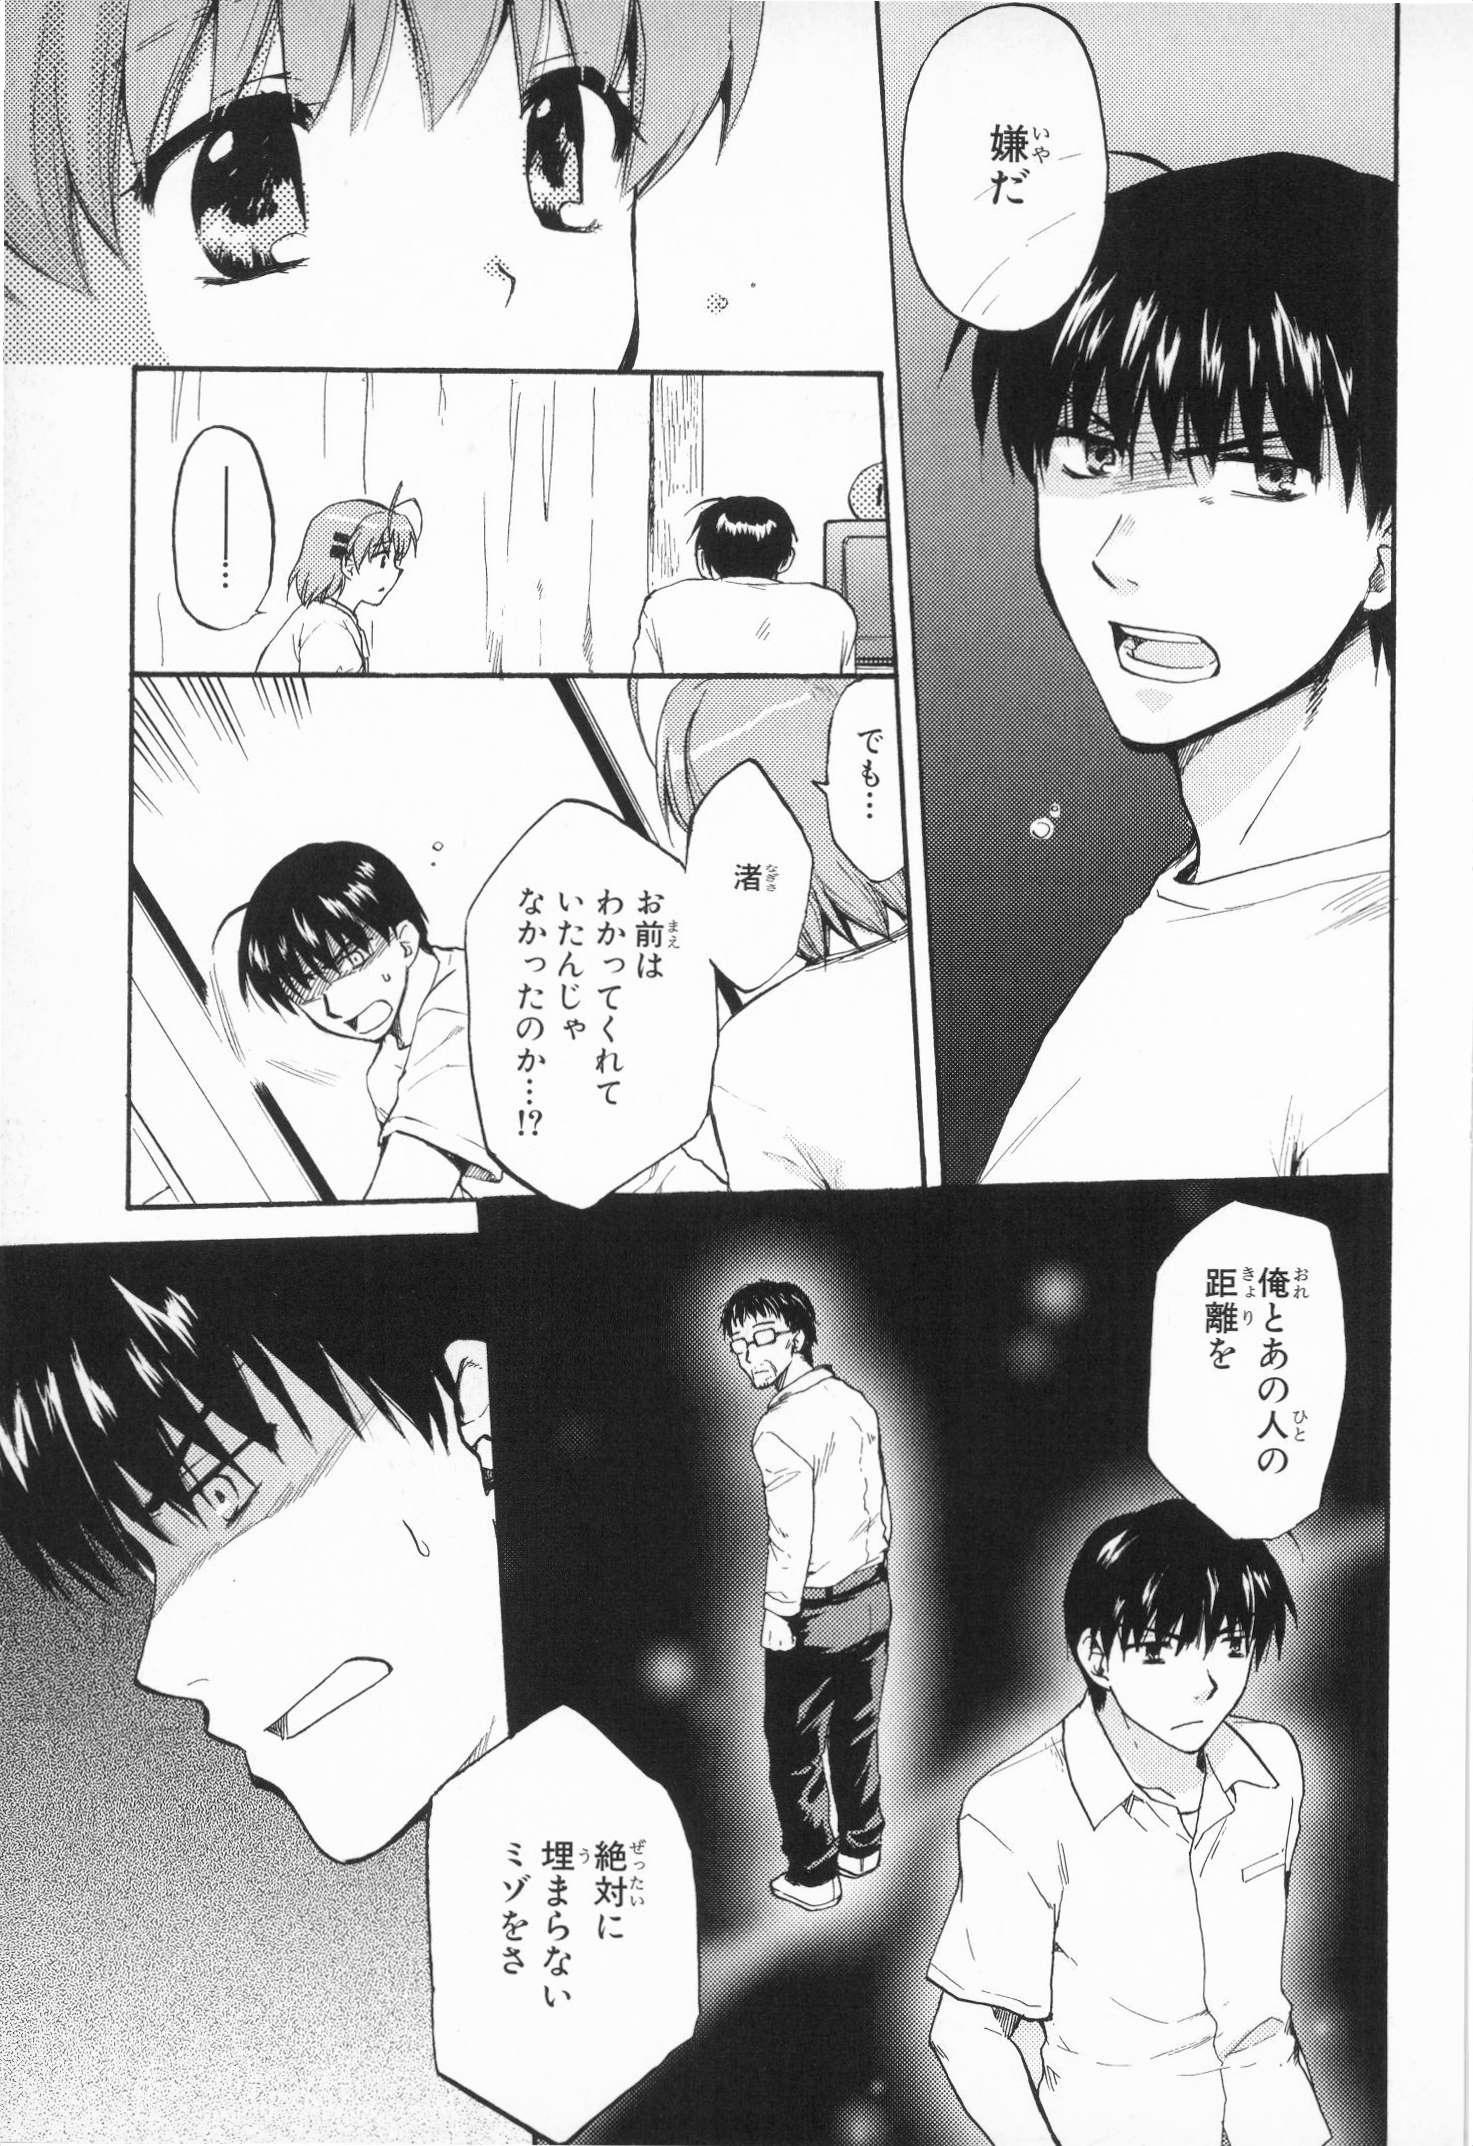 嫌だ
――…
でも…
渚
お前は
わかってくれて
いたんじゃ
なかったのか…!?
俺とあの人の
距離を
絶対に
埋まらない
ミゾをさ